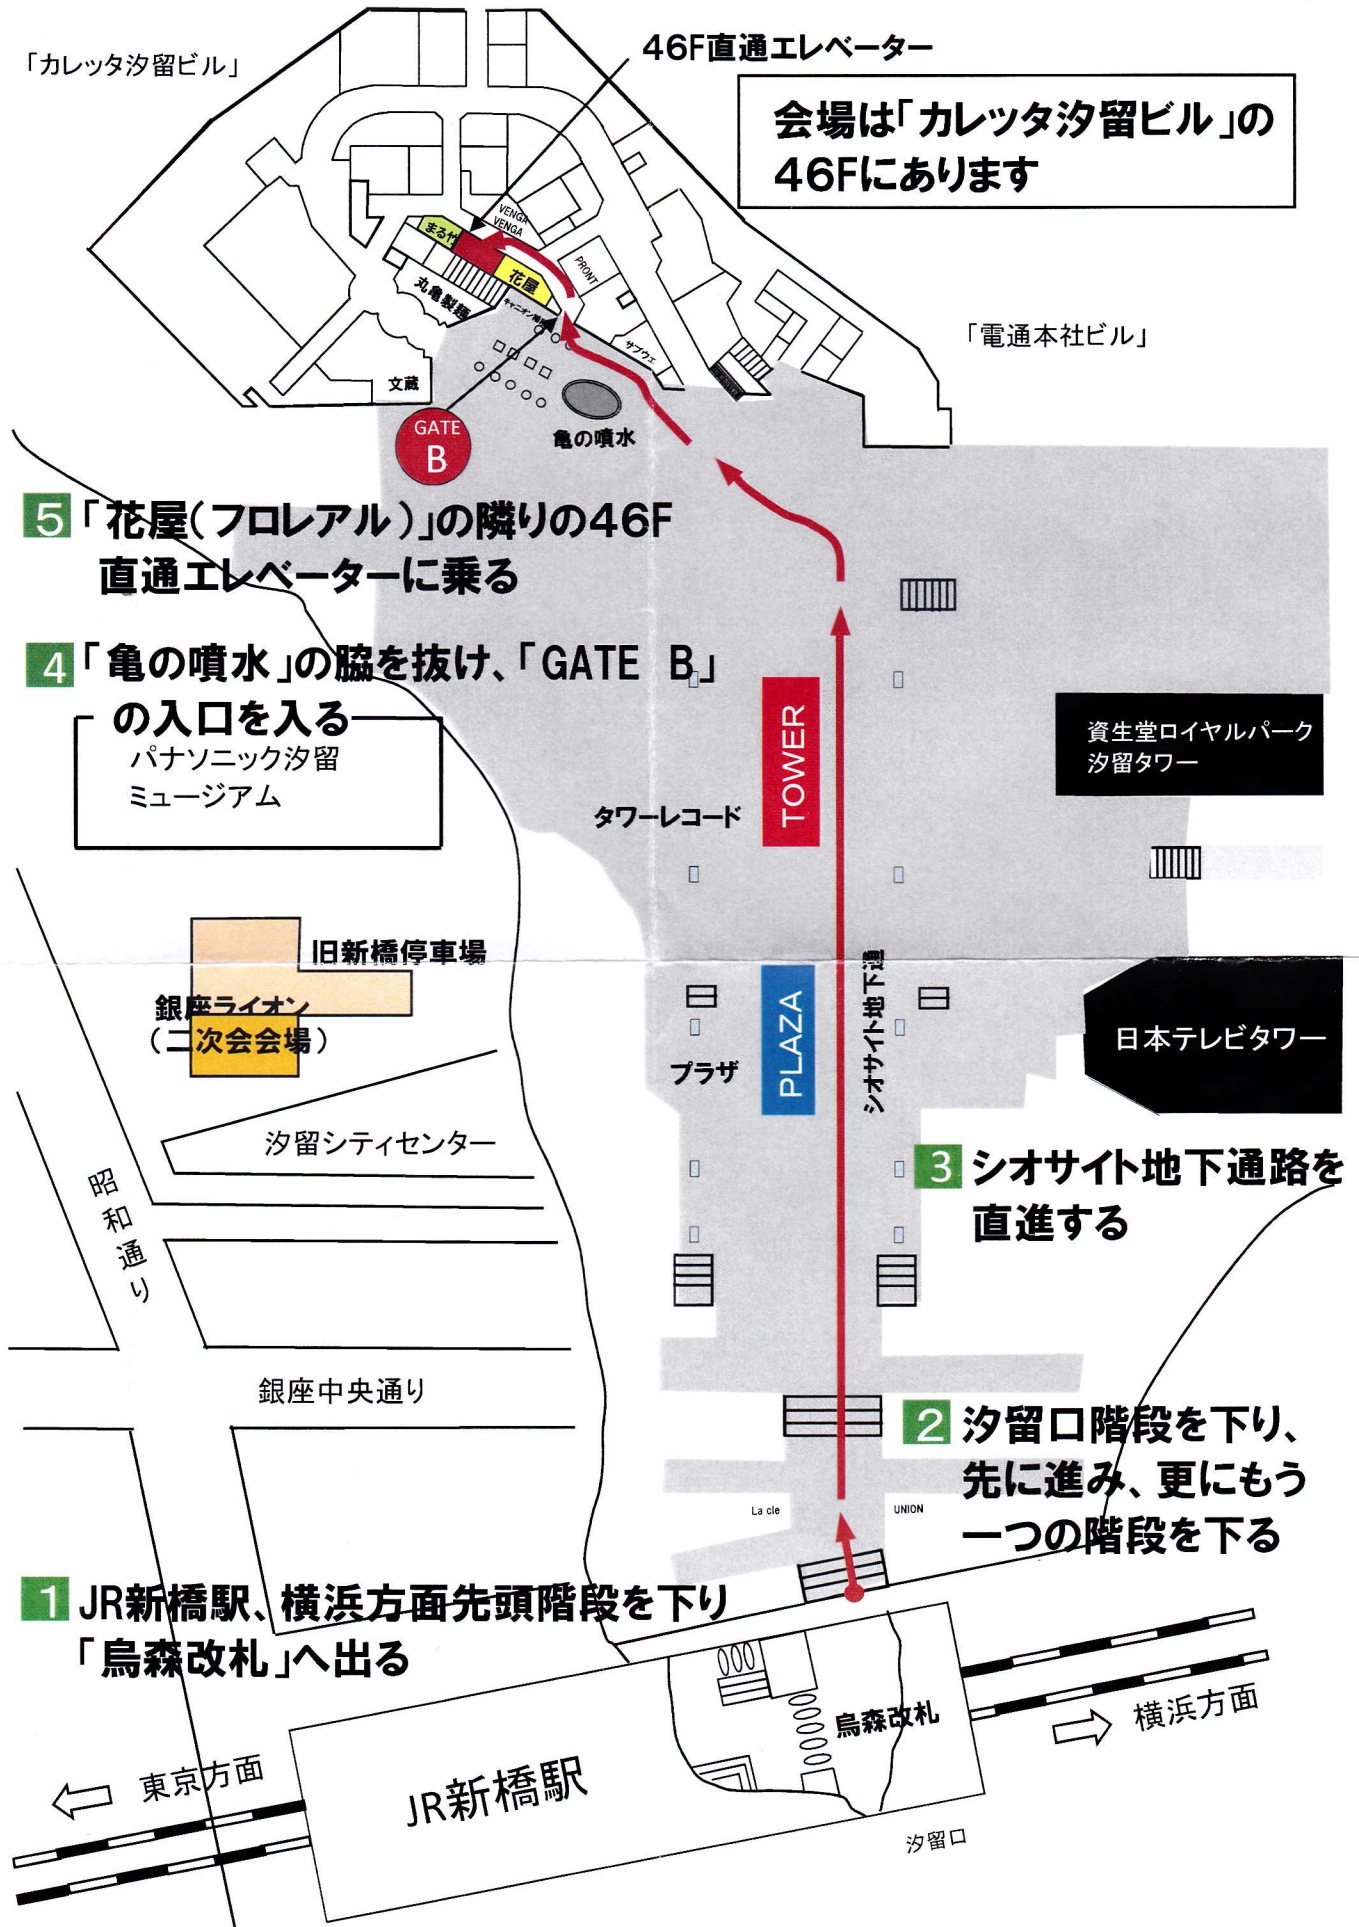 「カレッタ汐留ビル」
46F直通エレベーター
会場は「カレッタ汐留ビル」の
46Fにあります
VENGA
VENGA
まる竹
花屋
PRONT
丸亀製麺
サブウェ
文蔵
「電通本社ビル」
GATE
B
亀の噴水
5「花屋(フロレアル)」の隣りの46F
直通エレベーターに乗る
4「亀の噴水」の脇を抜け、「GATE B」
の入口を入る
パナソニック汐留
ミュージアム
TOWER
タワーレコード
資生堂ロイヤルパーク
汐留タワー
旧新橋停車場
銀座ライオン
(二次会会場)
PLAZA
プラザ
シオサイト地下通
日本テレビタワー
汐留シティセンター
昭和通り
3 シオサイト地下通路を
直進する
銀座中央通り
2 汐留口階段を下り、
先に進み、更にもう
一つの階段を下る
La cle
UNION
1 JR新橋駅、横浜方面先頭階段を下り
「烏森改札」へ出る
烏森改札
横浜方面
東京方面
JR新橋駅
汐留口